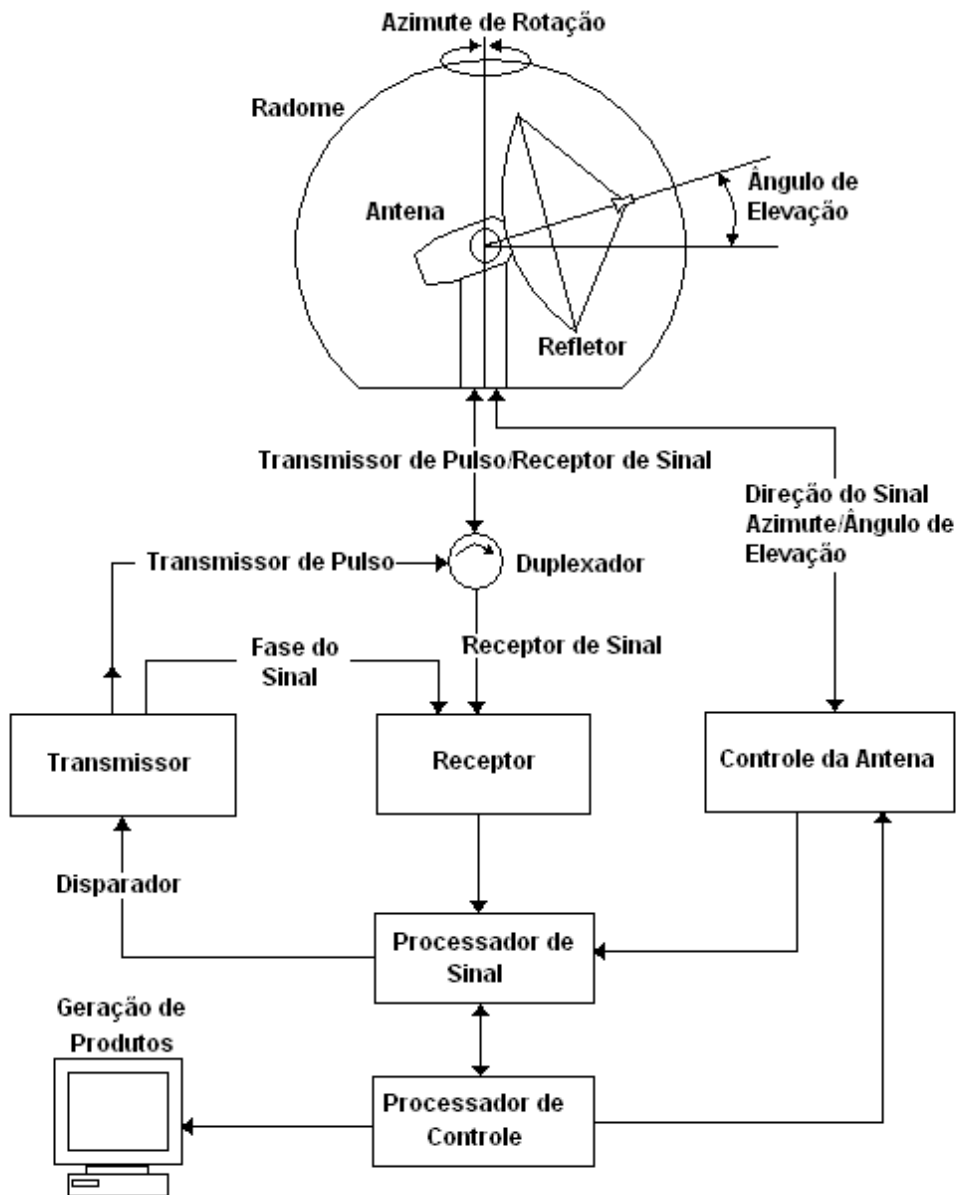 Azimute de Rotação
Radome
Antena
Ângulo de
Elevação
Refletor
Transmissor de Pulso/Receptor de Sinal
Direção do Sinal
Azimute/Ângulo de
Elevação
Transmissor de Pulso
Duplexador
Fase do
Sinal
Receptor de Sinal
Transmissor
Receptor
Controle da Antena
Disparador
Processador de
Sinal
Geração de
Produtos
Processador de
Controle